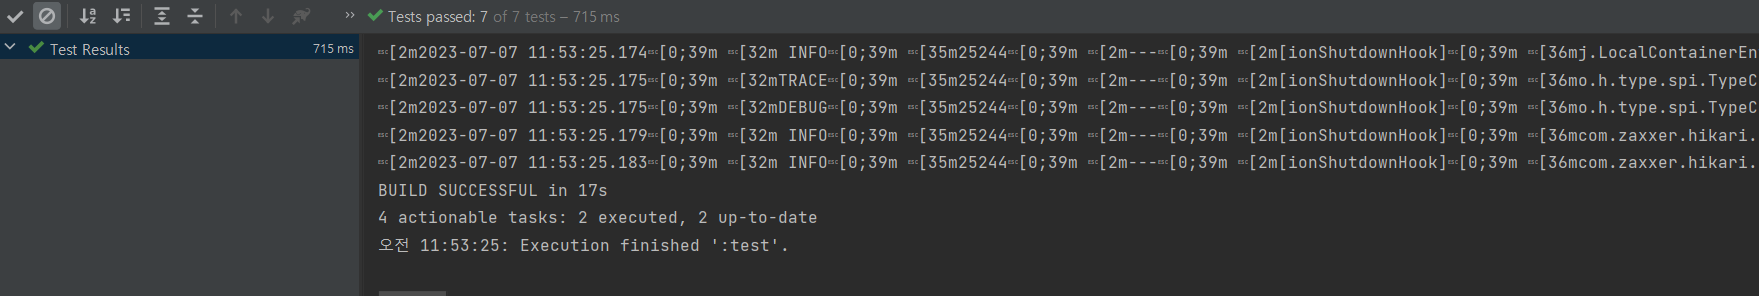 Tests passed: 7 of 7 tests – 715 ms
Test Results 715 ms
␛[2m2023-07-07 11:53:25.174␛[0;39m ␛[32m INFO␛[0;39m ␛[35m25244␛[0;39m ␛[2m---␛[0;39m ␛[2m[ionShutdownHook]␛[0;39m ␛[36mj.LocalContainerEn
␛[2m2023-07-07 11:53:25.175␛[0;39m ␛[32mTRACE␛[0;39m ␛[35m25244␛[0;39m ␛[2m---␛[0;39m ␛[2m[ionShutdownHook]␛[0;39m ␛[36mo.h.type.spi.TypeC
␛[2m2023-07-07 11:53:25.175␛[0;39m ␛[32mDEBUG␛[0;39m ␛[35m25244␛[0;39m ␛[2m---␛[0;39m ␛[2m[ionShutdownHook]␛[0;39m ␛[36mo.h.type.spi.TypeC
␛[2m2023-07-07 11:53:25.179␛[0;39m ␛[32m INFO␛[0;39m ␛[35m25244␛[0;39m ␛[2m---␛[0;39m ␛[2m[ionShutdownHook]␛[0;39m ␛[36mcom.zaxxer.hikari.
␛[2m2023-07-07 11:53:25.183␛[0;39m ␛[32m INFO␛[0;39m ␛[35m25244␛[0;39m ␛[2m---␛[0;39m ␛[2m[ionShutdownHook]␛[0;39m ␛[36mcom.zaxxer.hikari.
BUILD SUCCESSFUL in 17s
4 actionable tasks: 2 executed, 2 up-to-date
오전 11:53:25: Execution finished ':test'.